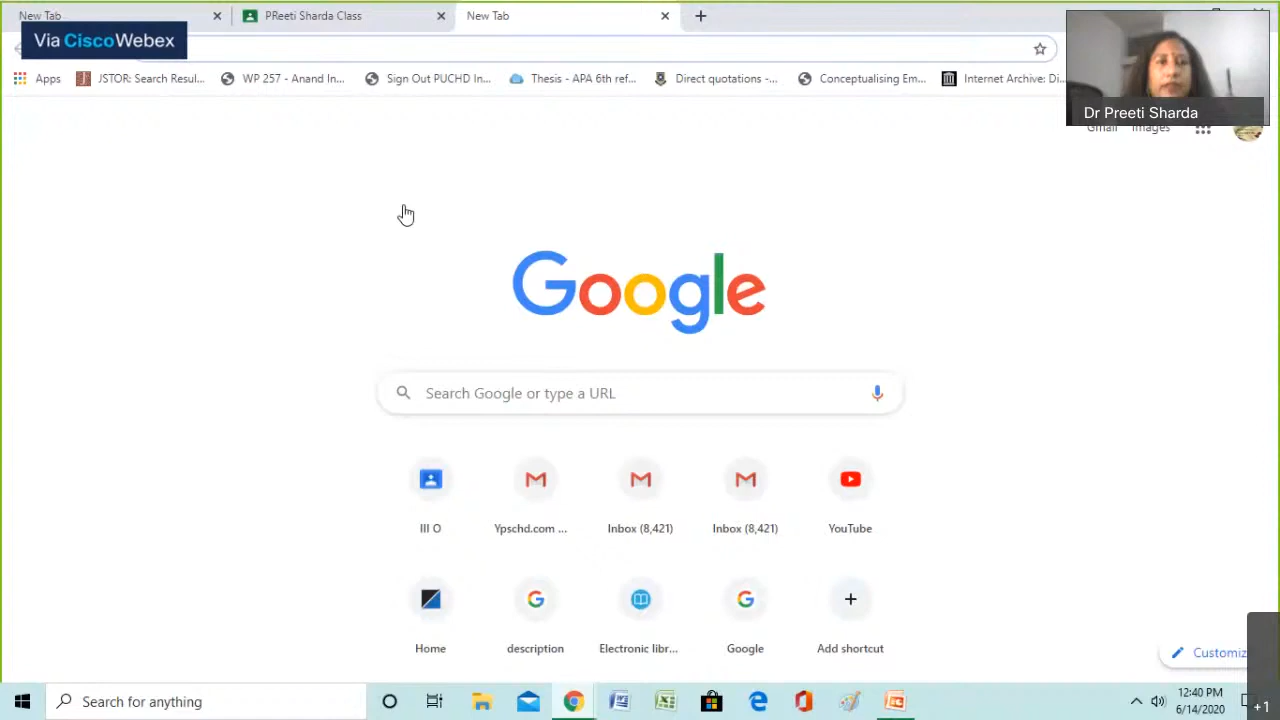 New Tab
PReeti Sharda Class
New Tab
Via CiscoWebex
Apps
JSTOR: Search Resul...
WP 257 - Anand In...
Sign Out PUCHD In...
Thesis - APA 6th ref...
Direct quotations -...
Conceptualising Em...
Internet Archive: Di...
Dr Preeti Sharda
Gmail
Images
Google
Search Google or type a URL
III O
Ypschd.com ...
Inbox (8,421)
Inbox (8,421)
YouTube
Home
description
Electronic libr...
Google
Add shortcut
Customiz
Search for anything
12:40 PM
6/14/2020
+1